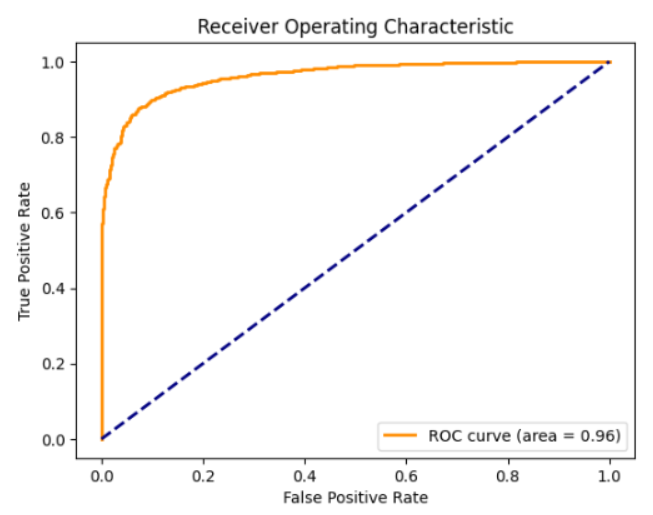 Receiver Operating Characteristic
1.0
0.8
0.6
0.4
0.2
0.0
True Positive Rate
ROC curve (area = 0.96)
0.0 0.2 0.4 0.6 0.8 1.0
False Positive Rate